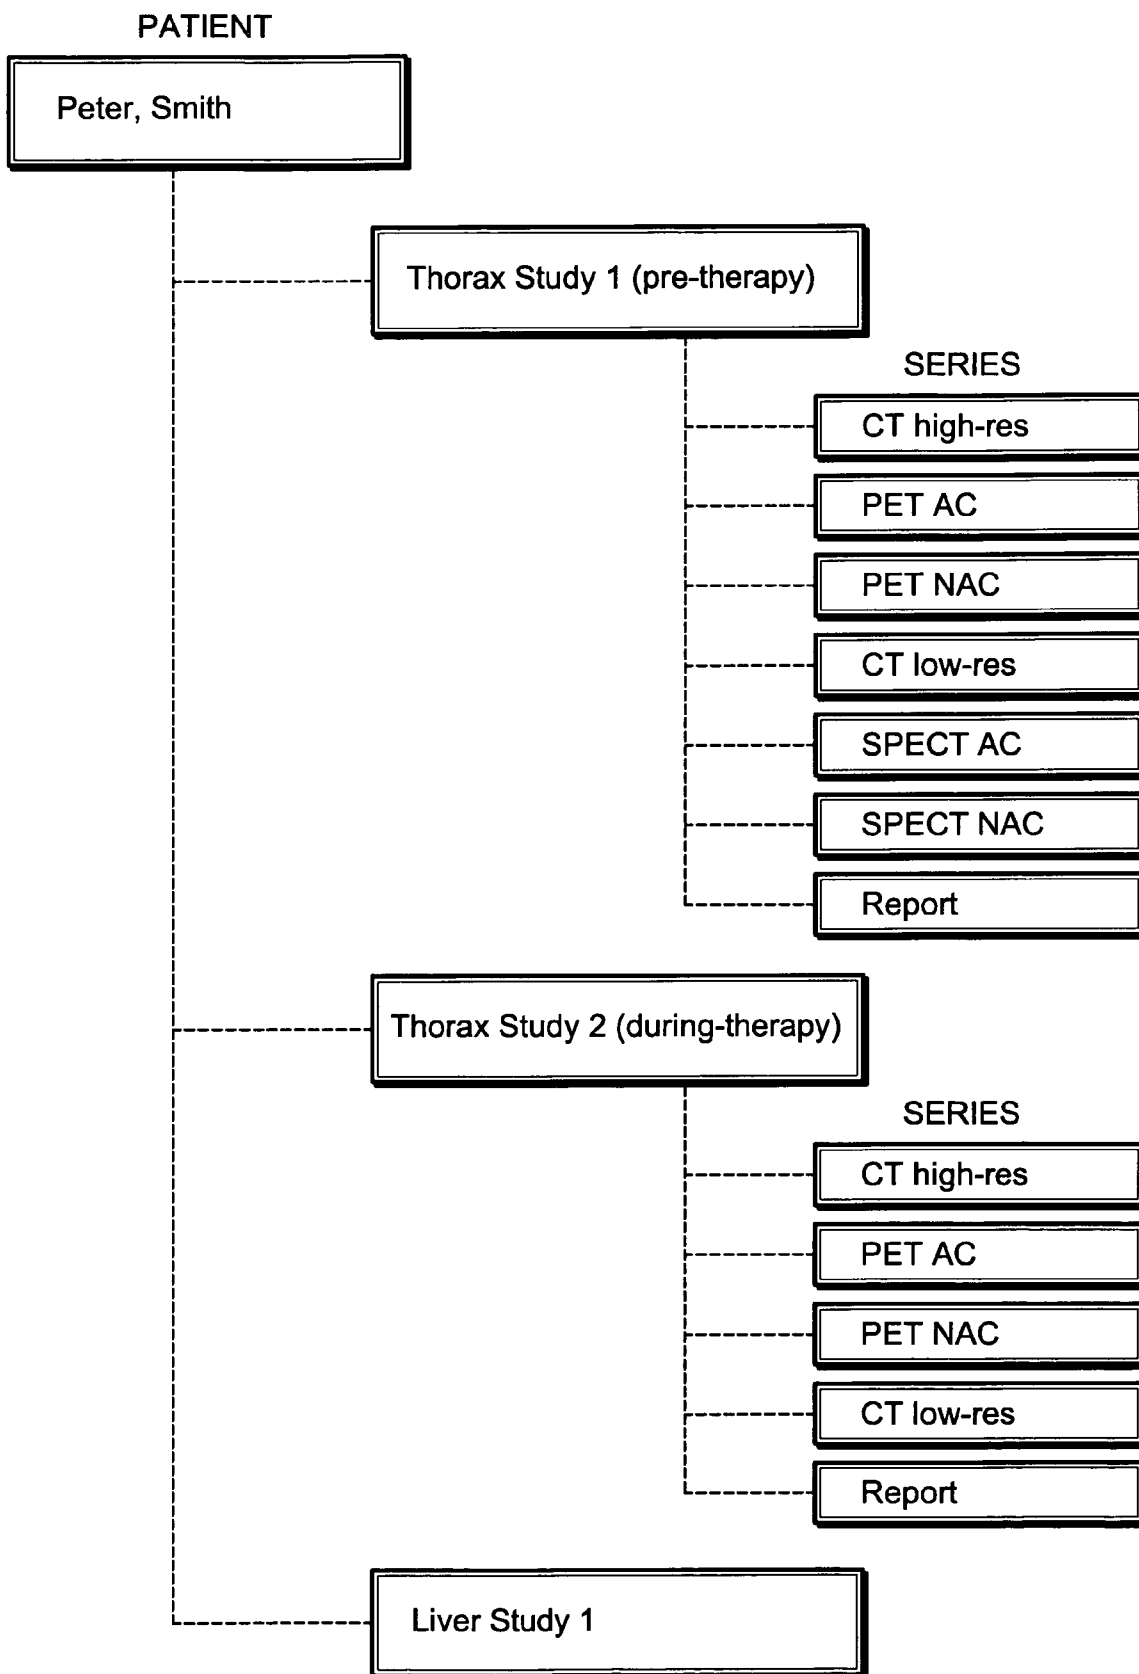 PATIENT
Peter, Smith
Thorax Study 1 (pre-therapy)
SERIES
CT high-res
PET AC
PET NAC
CT low-res
SPECT AC
SPECT NAC
Report
Thorax Study 2 (during-therapy)
SERIES
CT high-res
PET AC
PET NAC
CT low-res
Report
Liver Study 1